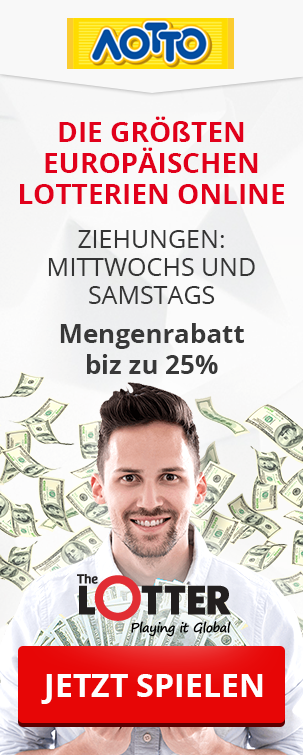 ΛOTTO
DIE GRÖßTEN
EUROPÄISCHEN
LOTTERIEN ONLINE
ZIEHUNGEN:
MITTWOCHS UND
SAMSTAGS
Mengenrabatt
biz zu 25%
The
LOTTER
Playing it Global
JETZT SPIELEN